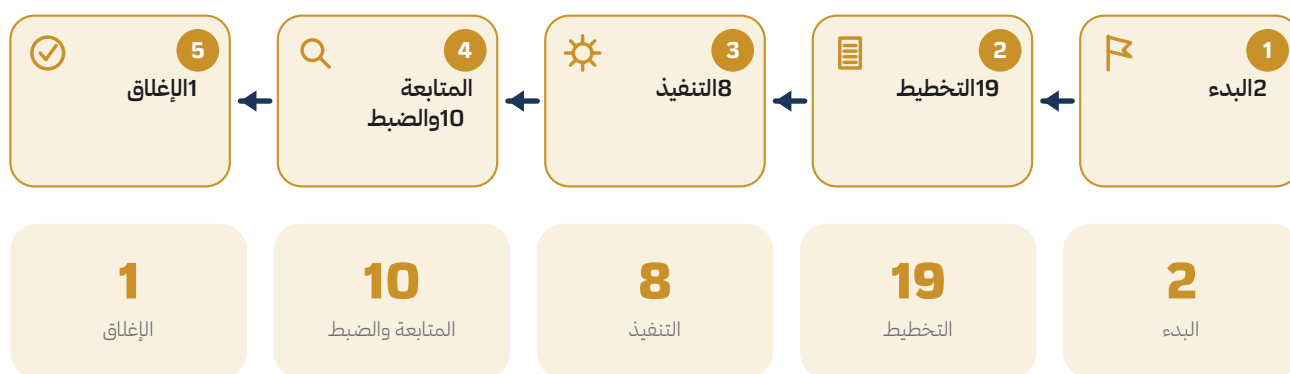 1
2البدء
2
19التخطيط
3
8التنفيذ
4
المتابعة
10والضبط
5
1الإغلاق
2
البدء
19
التخطيط
8
التنفيذ
10
المتابعة والضبط
1
الإغلاق